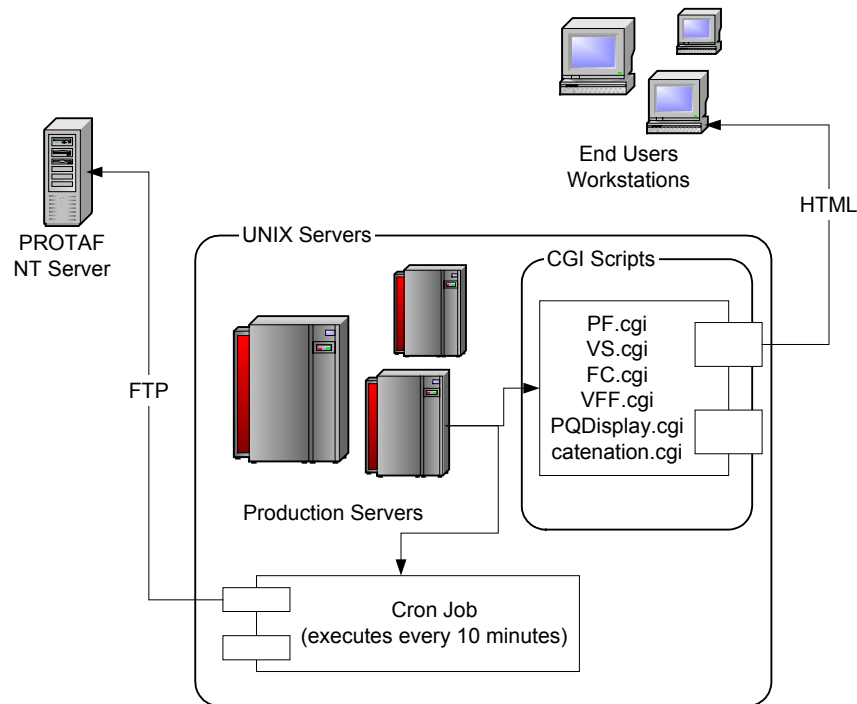 End Users
Workstations
HTML
PROTAF
NT Server
FTP
UNIX Servers
CGI Scripts
PF.cgi
VS.cgi
FC.cgi
VFF.cgi
PQDisplay.cgi
catenation.cgi
Production Servers
Cron Job
(executes every 10 minutes)